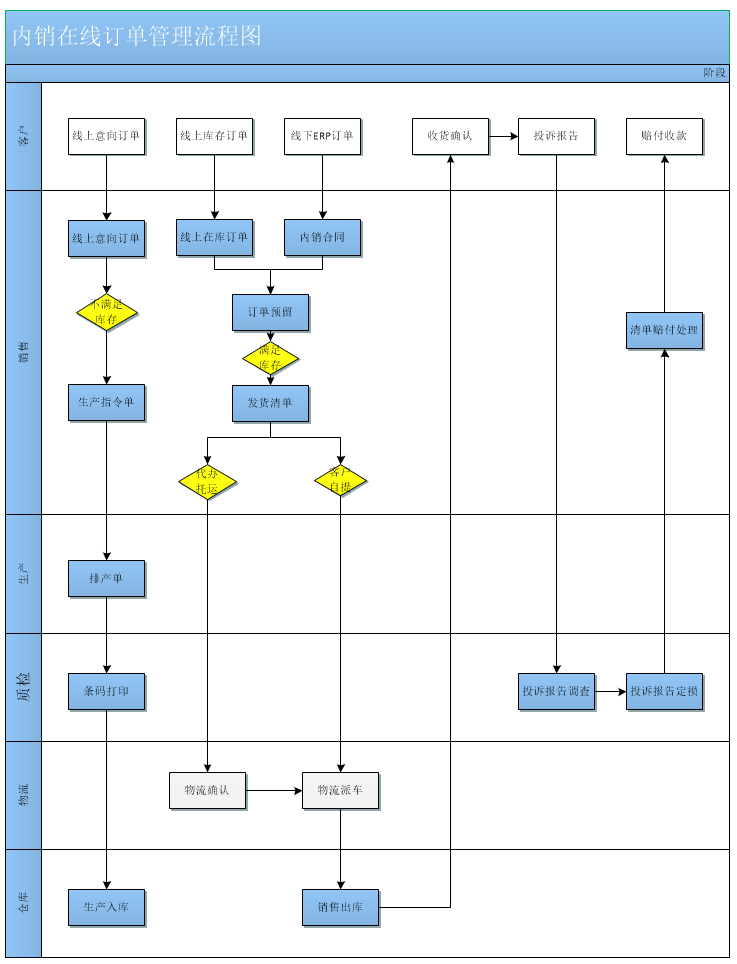 内销在线订单管理流程图
阶段
客户
线上意向订单
线上库存订单
线下ERP订单
收货确认
投诉报告
赔付收款
销售
线上意向订单
线上在库订单
内销合同
不满足
库存
订单预留
清单赔付处理
满足
库存
生产指令单
发货清单
代办
托运
客户
自提
生产
排产单
质检
条码打印
投诉报告调查
投诉报告定损
物流
物流确认
物流派车
仓库
生产入库
销售出库